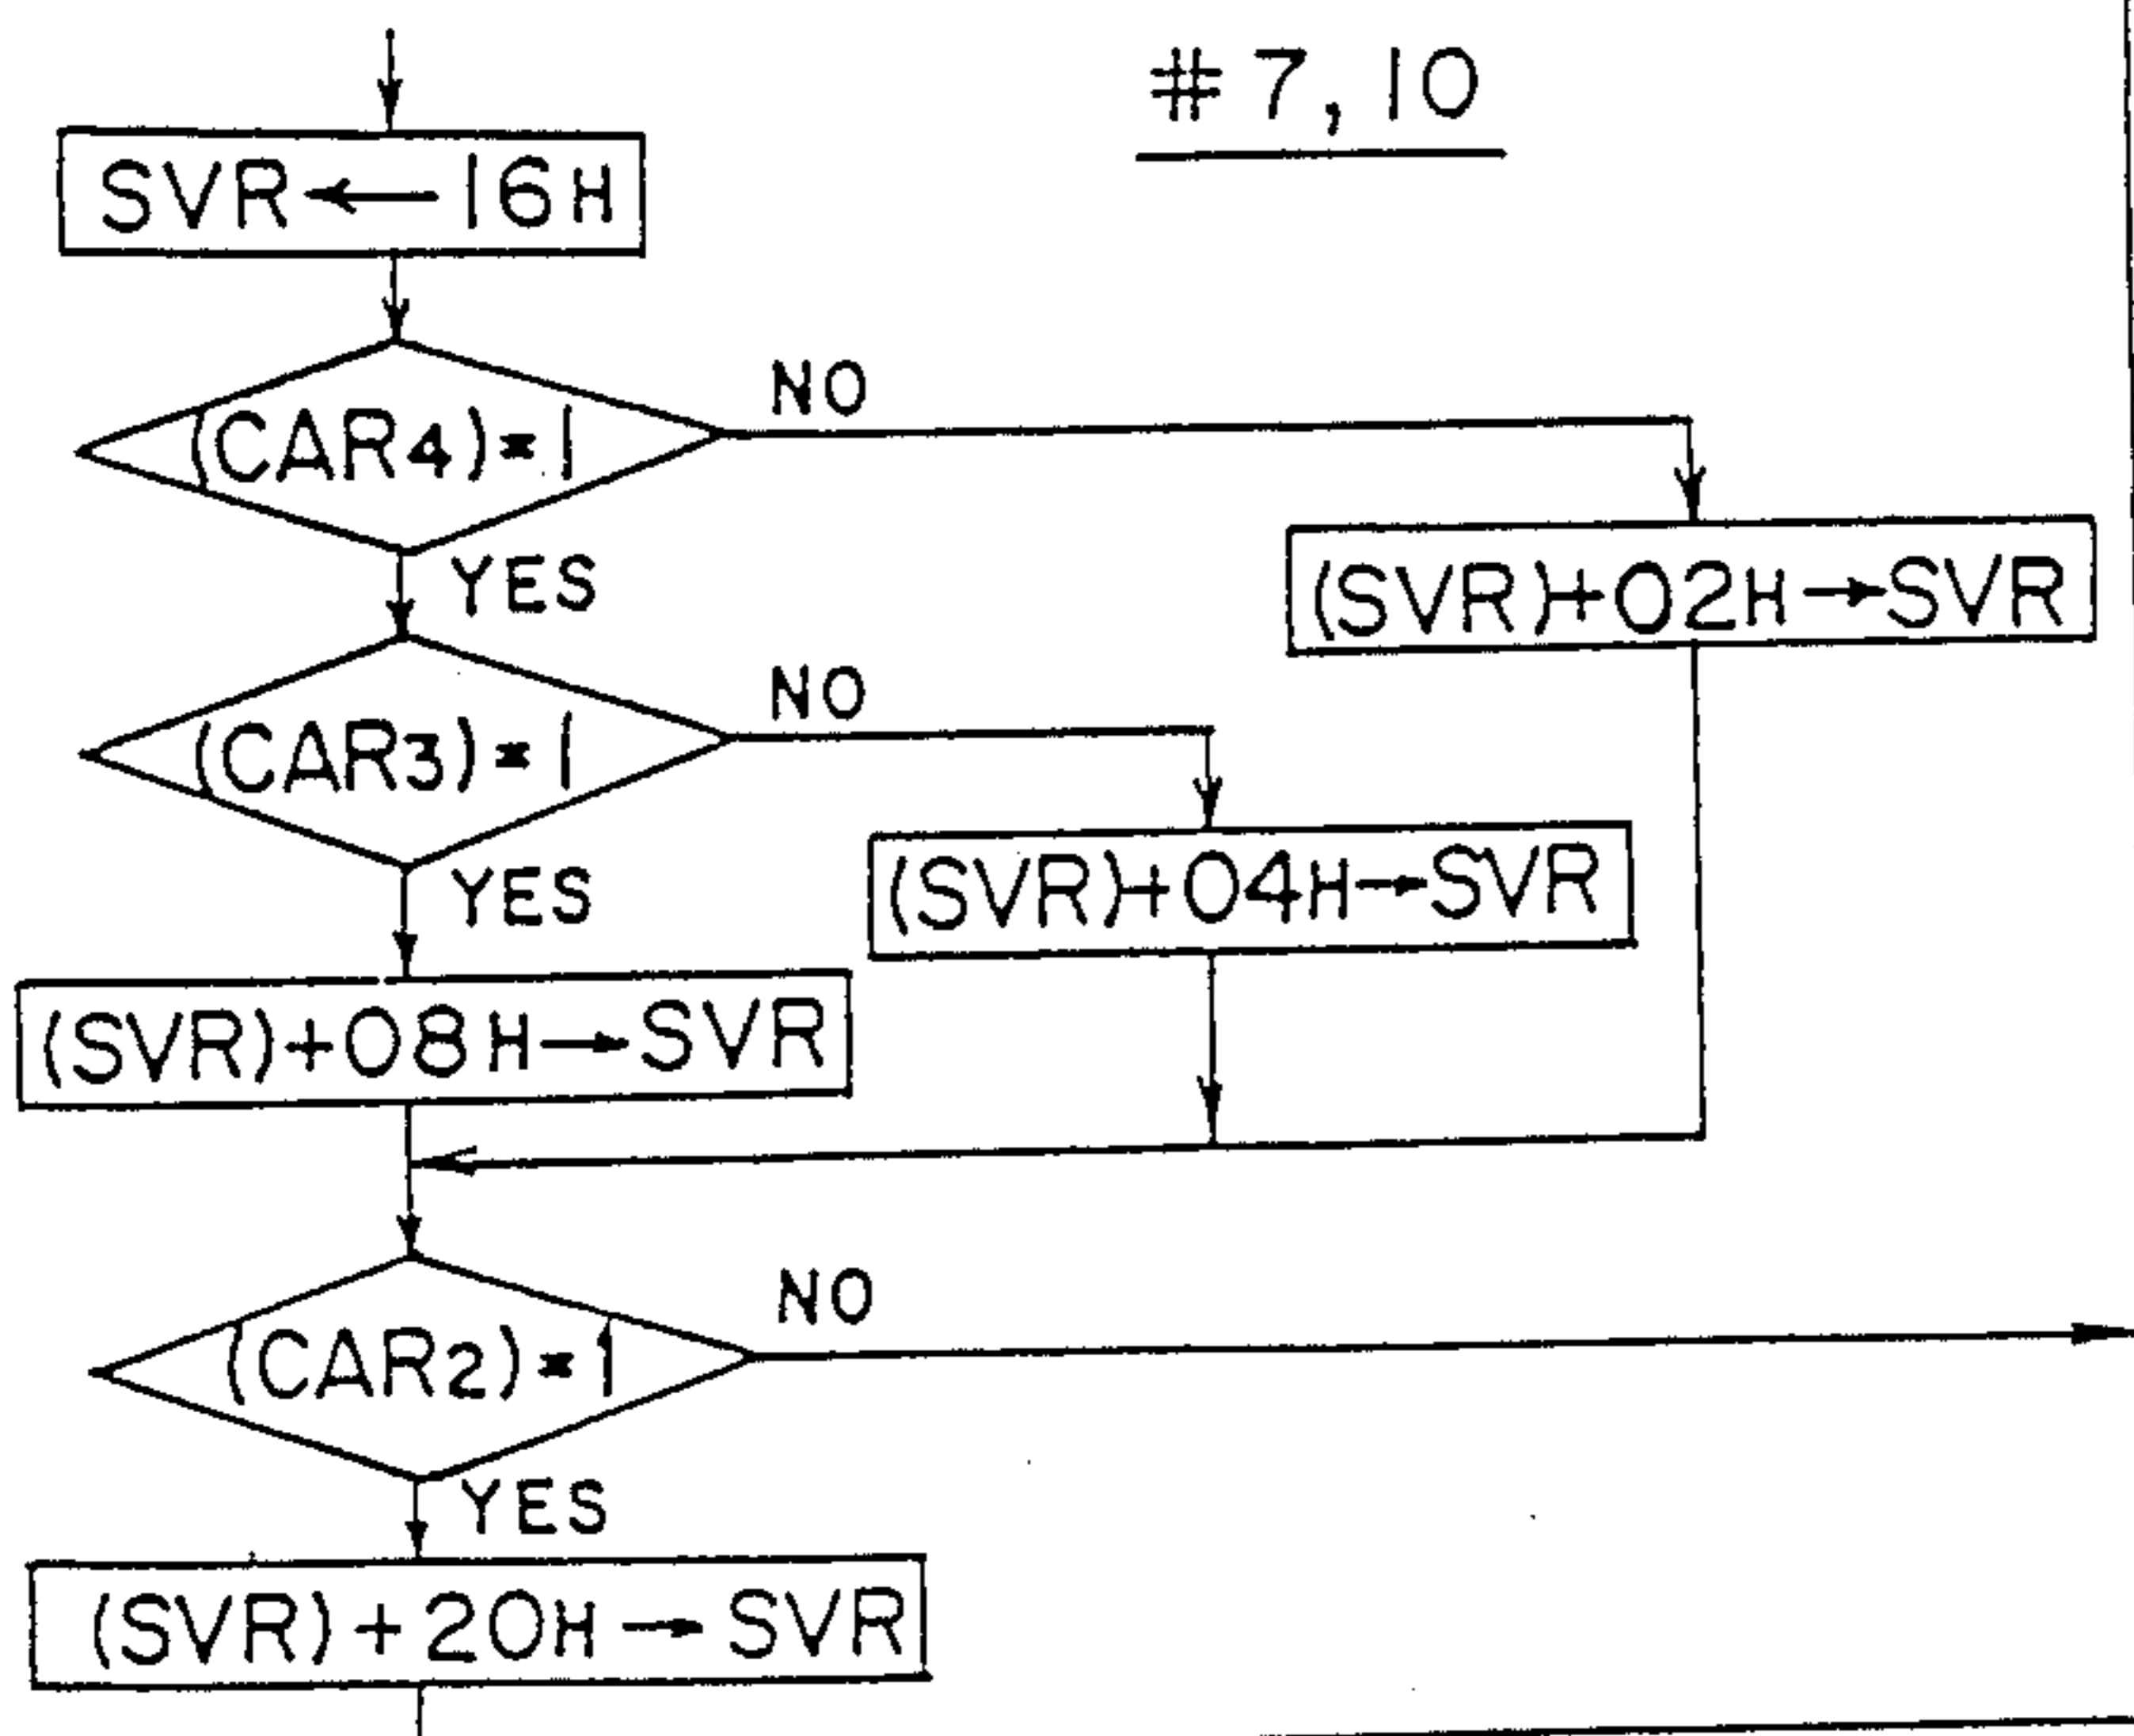 # 7, 10
SVR ← 16H
(CAR4)=1
NO
YES
(SVR)+02H→SVR
(CAR3)=1
NO
YES
(SVR)+04H→SVR
(SVR)+08H→SVR
(CAR2)=1
NO
YES
(SVR)+20H→SVR